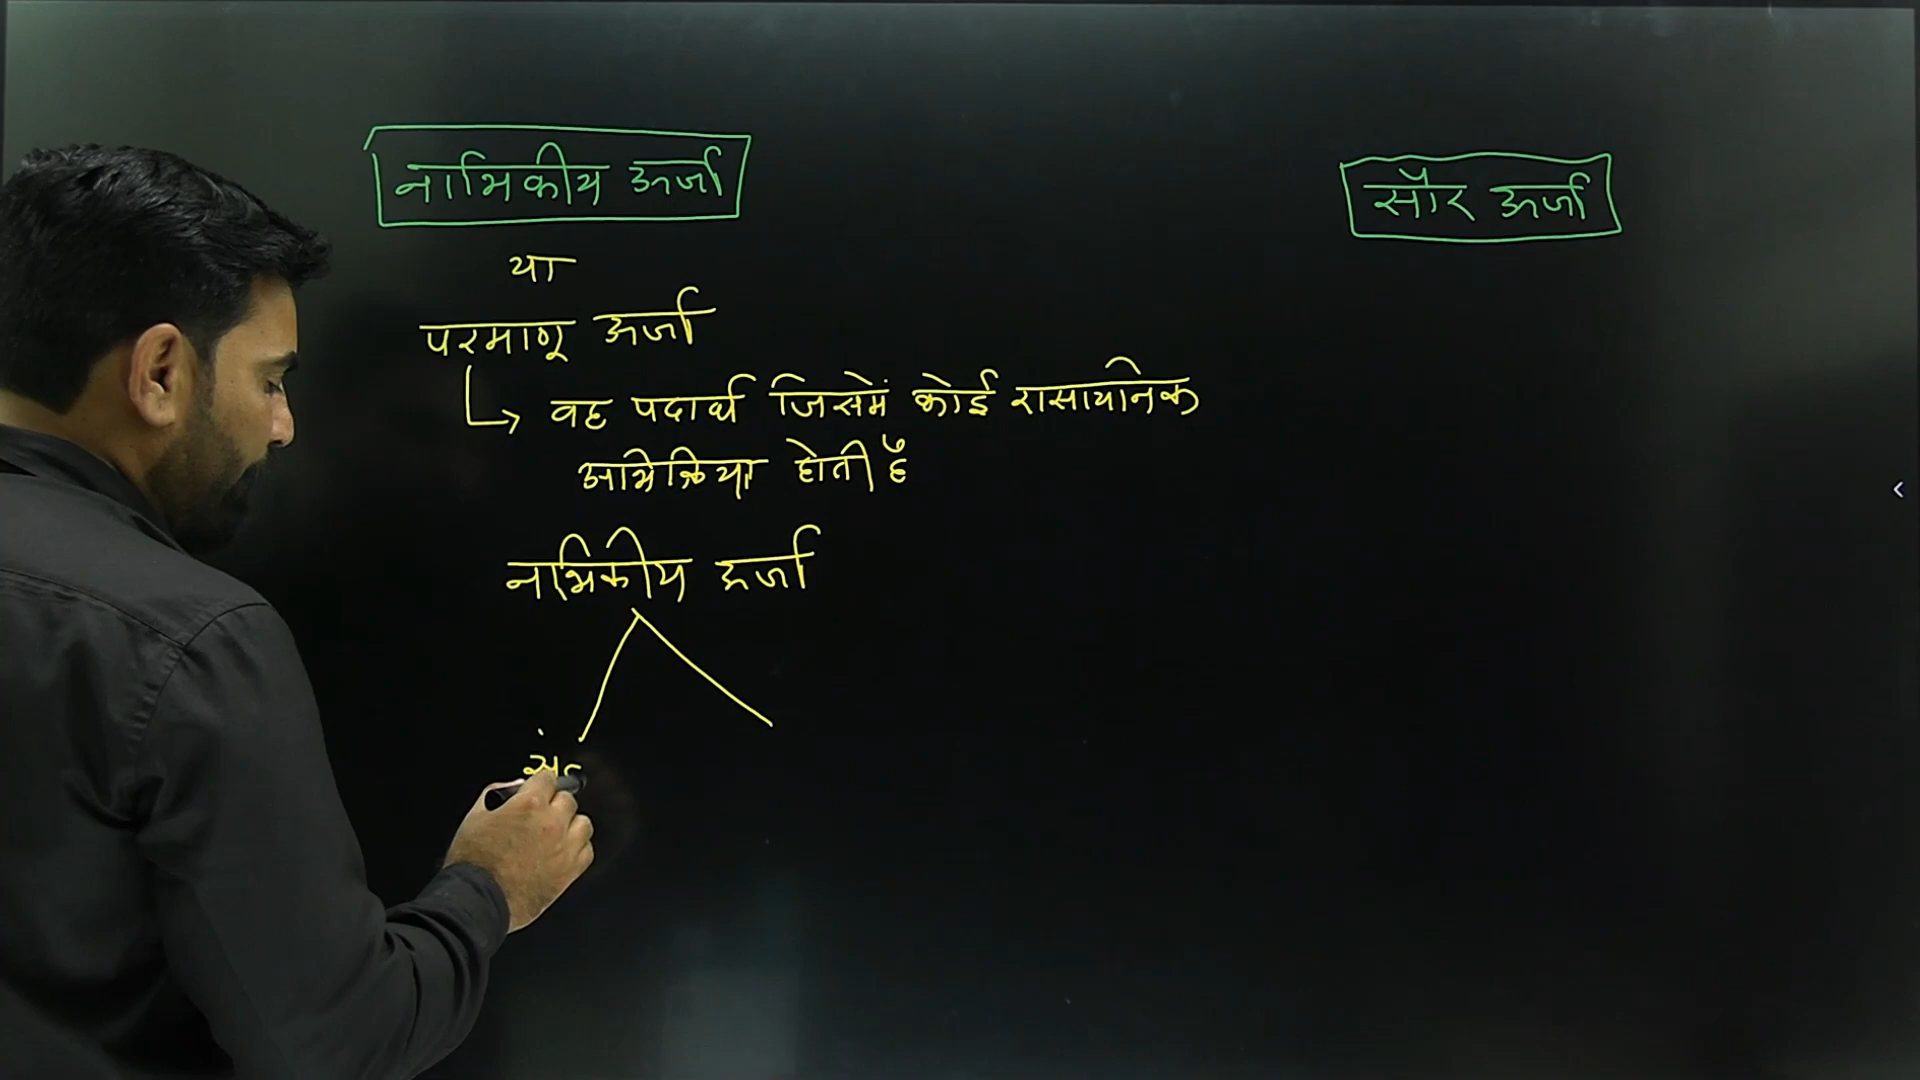 नाभिकीय ऊर्जा
सौर ऊर्जा
या
परमाणू ऊर्जा
वह पदार्थ जिसमें कोई रासायनिक
अभिक्रिया होती है
नाभिकीय ऊर्जा